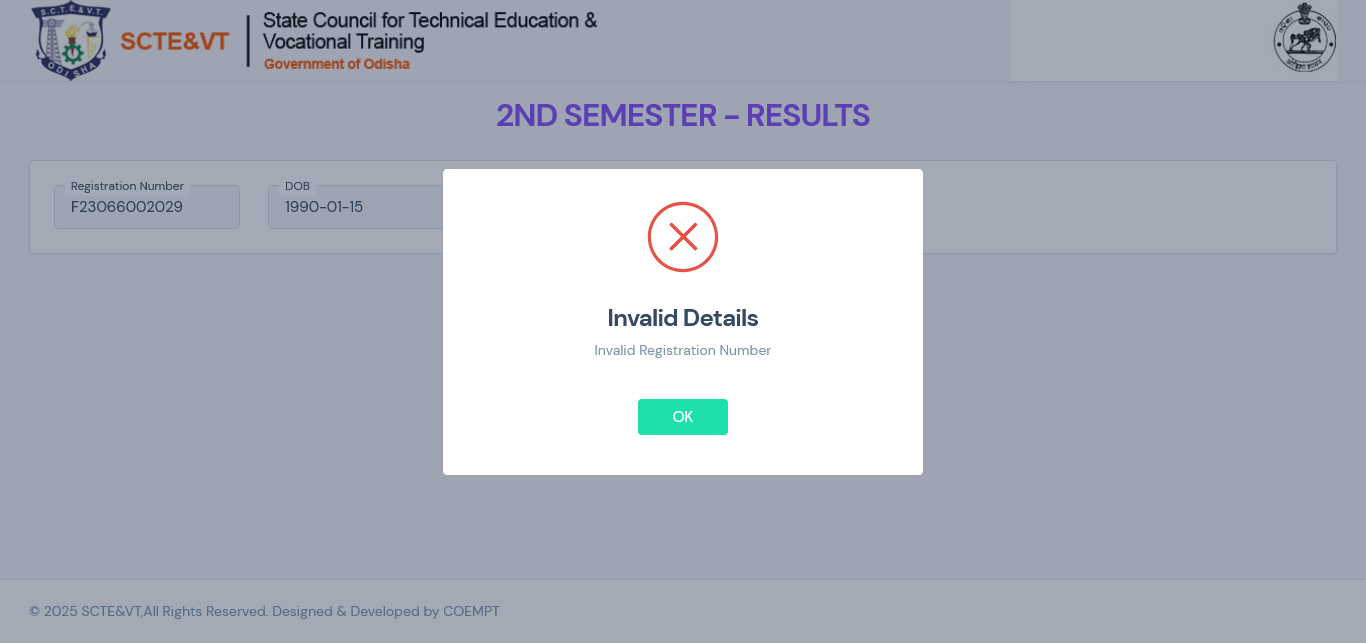 S.C.T.E.&V.T.
ODISHA
SCTE&VT
State Council for Technical Education &
Vocational Training
Government of Odisha
2ND SEMESTER - RESULTS
Registration Number
F23066002029
DOB
1990-01-15
Invalid Details
Invalid Registration Number
OK
© 2025 SCTE&VT,All Rights Reserved. Designed & Developed by COEMPT